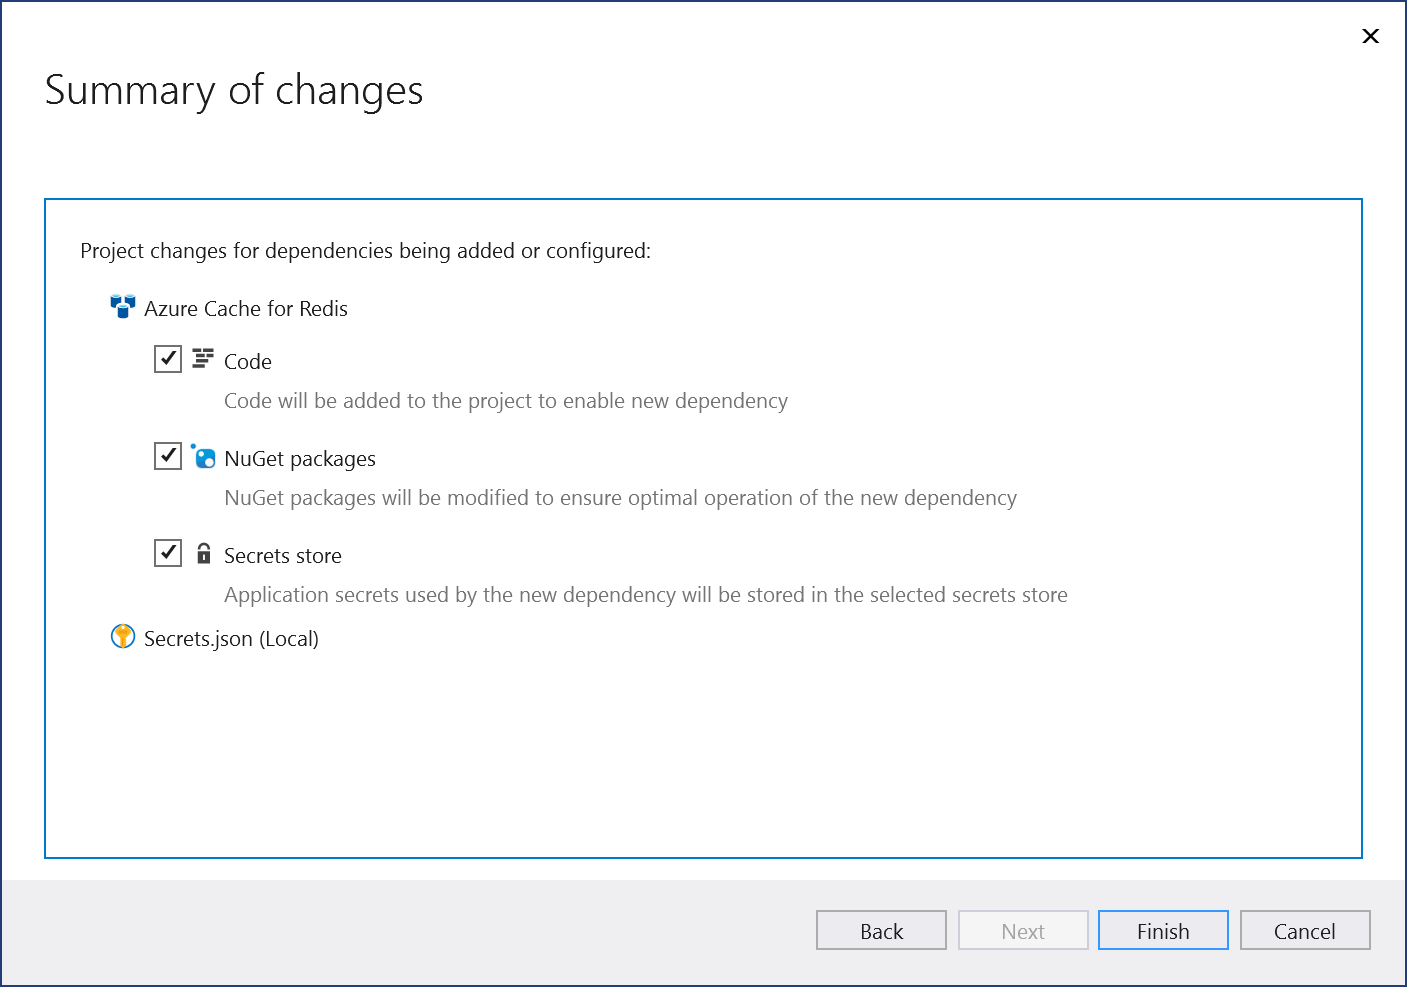 Summary of changes
Project changes for dependencies being added or configured:
Azure Cache for Redis
Code
Code will be added to the project to enable new dependency
NuGet packages
NuGet packages will be modified to ensure optimal operation of the new dependency
Secrets store
Application secrets used by the new dependency will be stored in the selected secrets store
Secrets.json (Local)
Back
Next
Finish
Cancel